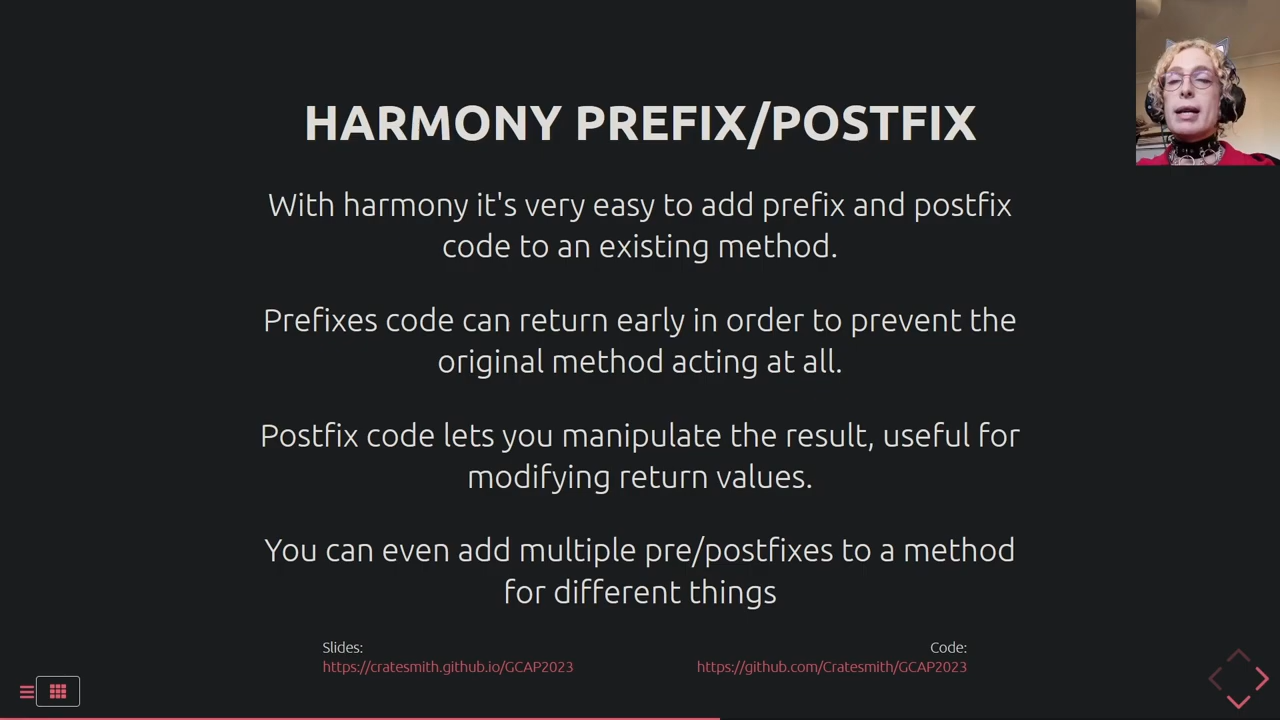 HARMONY PREFIX/POSTFIX
With harmony it's very easy to add prefix and postfix
code to an existing method.
Prefixes code can return early in order to prevent the
original method acting at all.
Postfix code lets you manipulate the result, useful for
modifying return values.
You can even add multiple pre/postfixes to a method
for different things
Slides:
https://cratesmith.github.io/GCAP2023
Code:
https://github.com/Cratesmith/GCAP2023